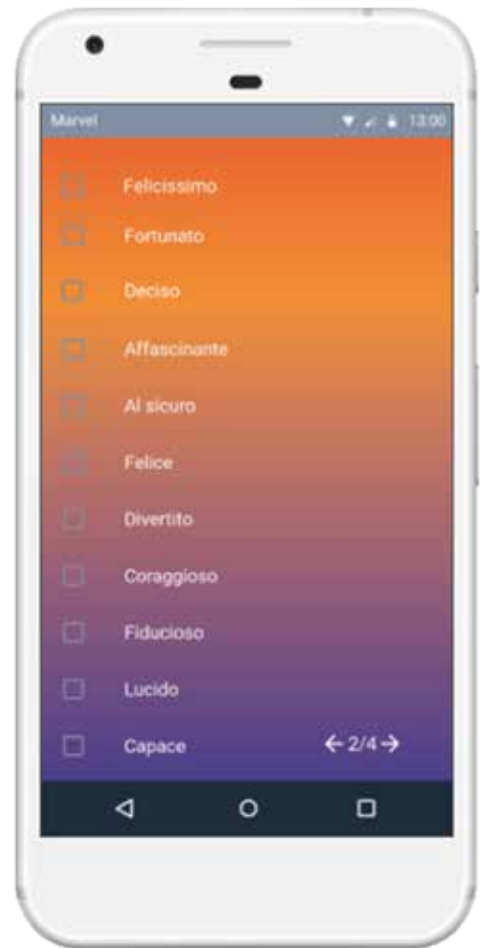 Marvel 13:00
Felicissimo
Fortunato
Deciso
Affascinante
Al sicuro
Felice
Divertito
Coraggioso
Fiducioso
Lucido
Capace ←2/4→